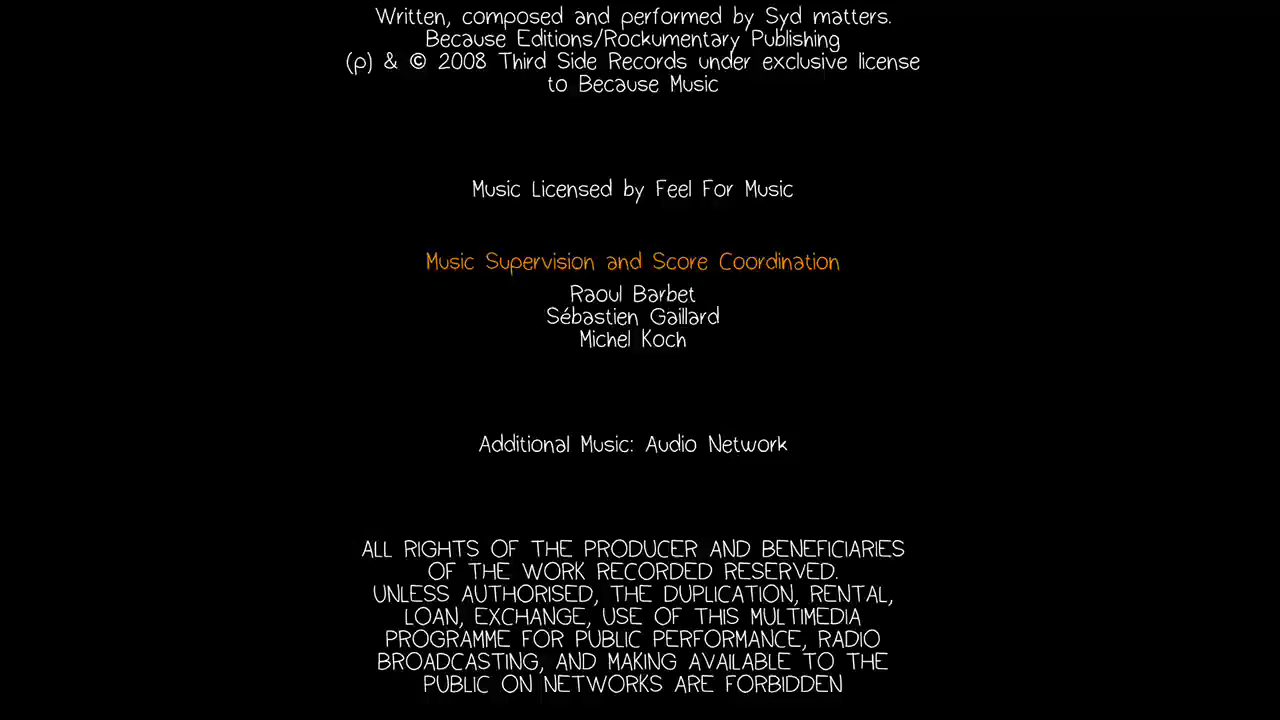 Written, composed and performed by Syd matters.
Because Editions/Rockumentary Publishing
(p) & © 2008 Third Side Records under exclusive license
to Because Music
Music Licensed by Feel For Music
Music Supervision and Score Coordination
Raoul Barbet
Sébastien Gaillard
Michel Koch
Additional Music: Audio Network
ALL RIGHTS OF THE PRODUCER AND BENEFICIARIES
OF THE WORK RECORDED RESERVED.
UNLESS AUTHORISED, THE DUPLICATION, RENTAL,
LOAN, EXCHANGE, USE OF THIS MULTIMEDIA
PROGRAMME FOR PUBLIC PERFORMANCE, RADIO
BROADCASTING, AND MAKING AVAILABLE TO THE
PUBLIC ON NETWORKS ARE FORBIDDEN